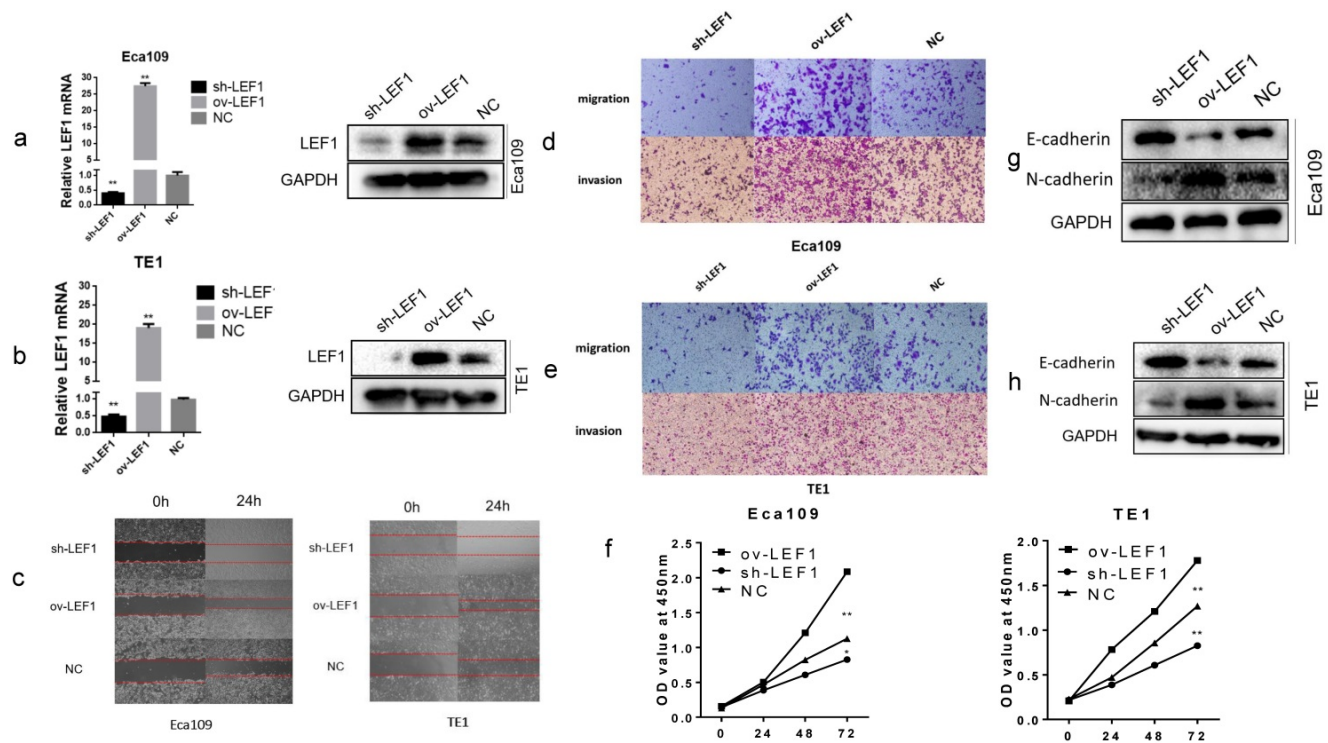 a
Eca109
Relative LEF1 mRNA
30
25
20
15
10
5
1.0
0.5
0.0
**
**
sh-LEF1
ov-LEF1
NC
sh-LEF1
ov-LEF1
NC
sh-LEF1
ov-LEF1
NC
LEF1
GAPDH
Eca109
b
TE1
Relative LEF1 mRNA
30
25
20
15
10
5
1.0
0.5
0.0
**
**
sh-LEF1
ov-LEF1
NC
sh-LEF
ov-LEF
NC
sh-LEF1
ov-LEF1
NC
LEF1
GAPDH
TE1
c
0h 24h
sh-LEF1
ov-LEF1
NC
Eca109
0h 24h
sh-LEF1
ov-LEF1
NC
TE1
d
sh-LEF1
ov-LEF1
NC
migration
invasion
Eca109
e
sh-LEF1
ov-LEF1
NC
migration
invasion
TE1
f
Eca109
OD value at 450nm
2.5
2.0
1.5
1.0
0.5
0.0
0 24 48 72
ov-LEF1
sh-LEF1
NC
**
*
TE1
OD value at 450nm
2.0
1.5
1.0
0.5
0.0
0 24 48 72
ov-LEF1
sh-LEF1
NC
**
**
g
sh-LEF1
ov-LEF1
NC
E-cadherin
N-cadherin
GAPDH
Eca109
h
sh-LEF1
ov-LEF1
NC
E-cadherin
N-cadherin
GAPDH
TE1